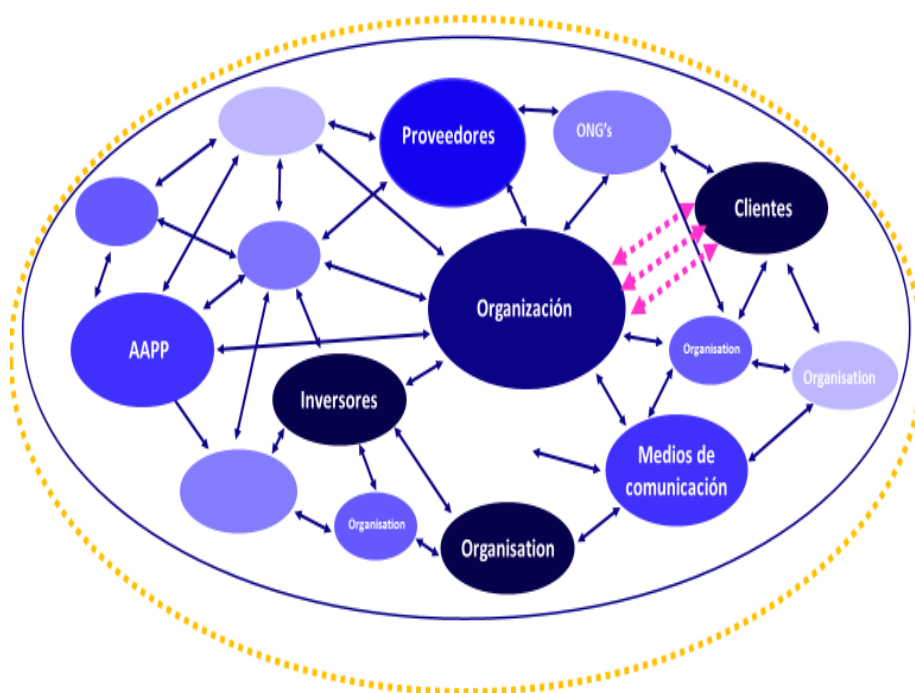 Proveedores
ONG's
Clientes
Organización
AAPP
Organisation
Organisation
Inversores
Medios de
comunicación
Organisation
Organisation